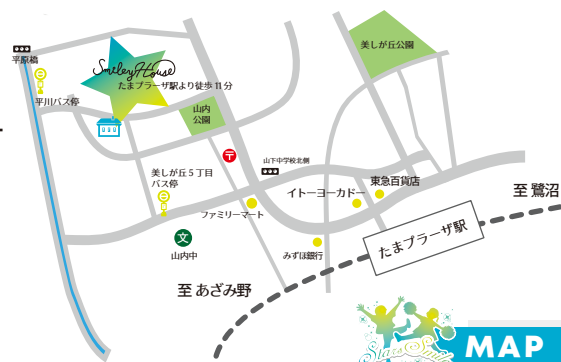 平原橋
平川バス停
Smiley House
たまプラーザ駅より徒歩11分
山内
公園
美しが丘公園
〒
山下中学校北側
美しが丘5丁目
バス停
ファミリーマート
イトーヨーカドー
東急百貨店
至 鷺沼
文
山内中
みずほ銀行
たまプラーザ駅
至 あざみ野
Stars Smile
MAP